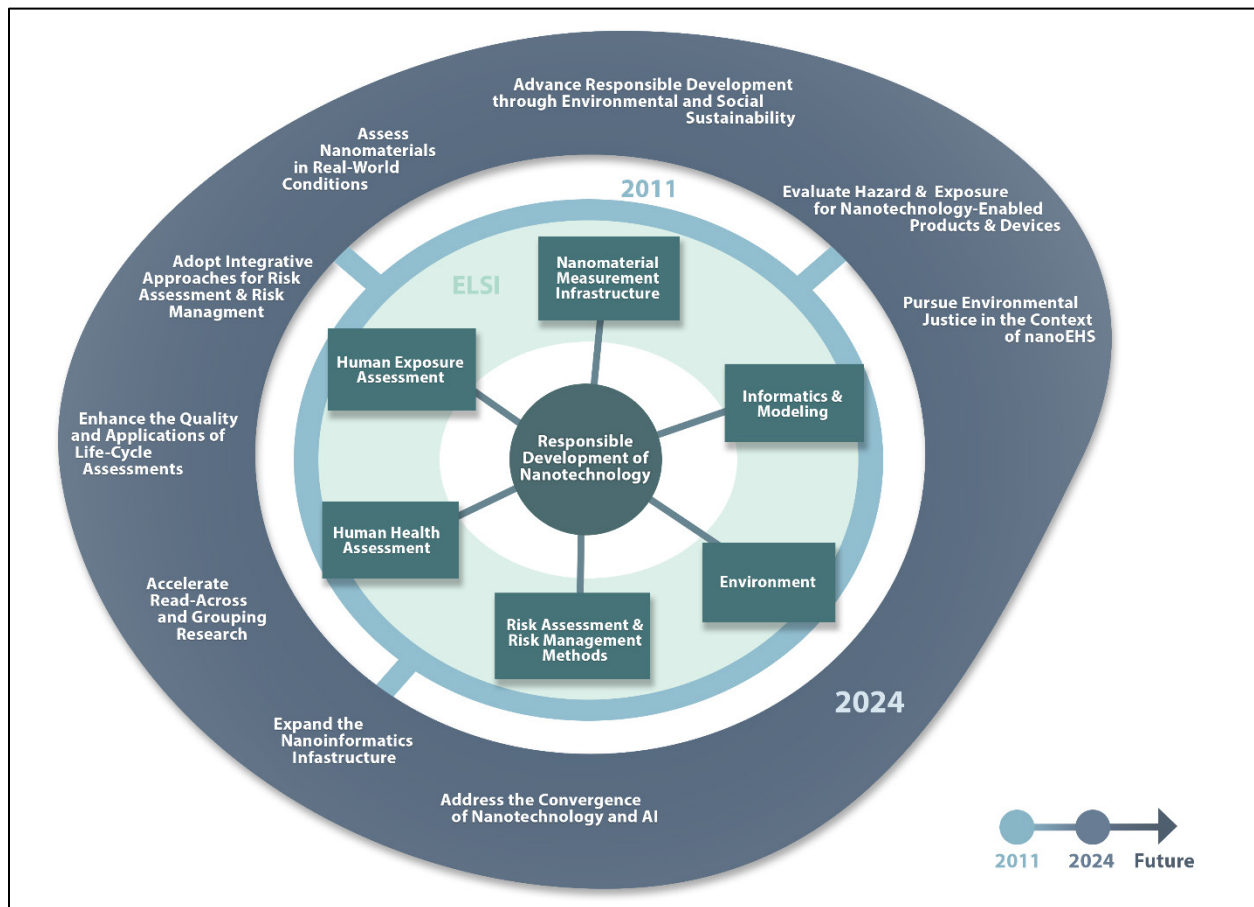 Advance Responsible Development
through Environmental and Social
Sustainability
Assess
Nanomaterials
in Real-World
Conditions
Evaluate Hazard & Exposure
for Nanotechnology-Enabled
Products & Devices
Adopt Integrative
Approaches for Risk
Assessment & Risk
Managment
Pursue Environmental
Justice in the Context
of nanoEHS
Enhance the Quality
and Applications of
Life-Cycle
Assessments
Accelerate
Read-Across
and Grouping
Research
Expand the
Nanoinformatics
Infastructure
Address the Convergence
of Nanotechnology and AI
2024
2011
ELSI
Nanomaterial
Measurement
Infrastructure
Human Exposure
Assessment
Informatics &
Modeling
Responsible
Development of
Nanotechnology
Human Health
Assessment
Environment
Risk Assessment &
Risk Management
Methods
2011
2024
Future